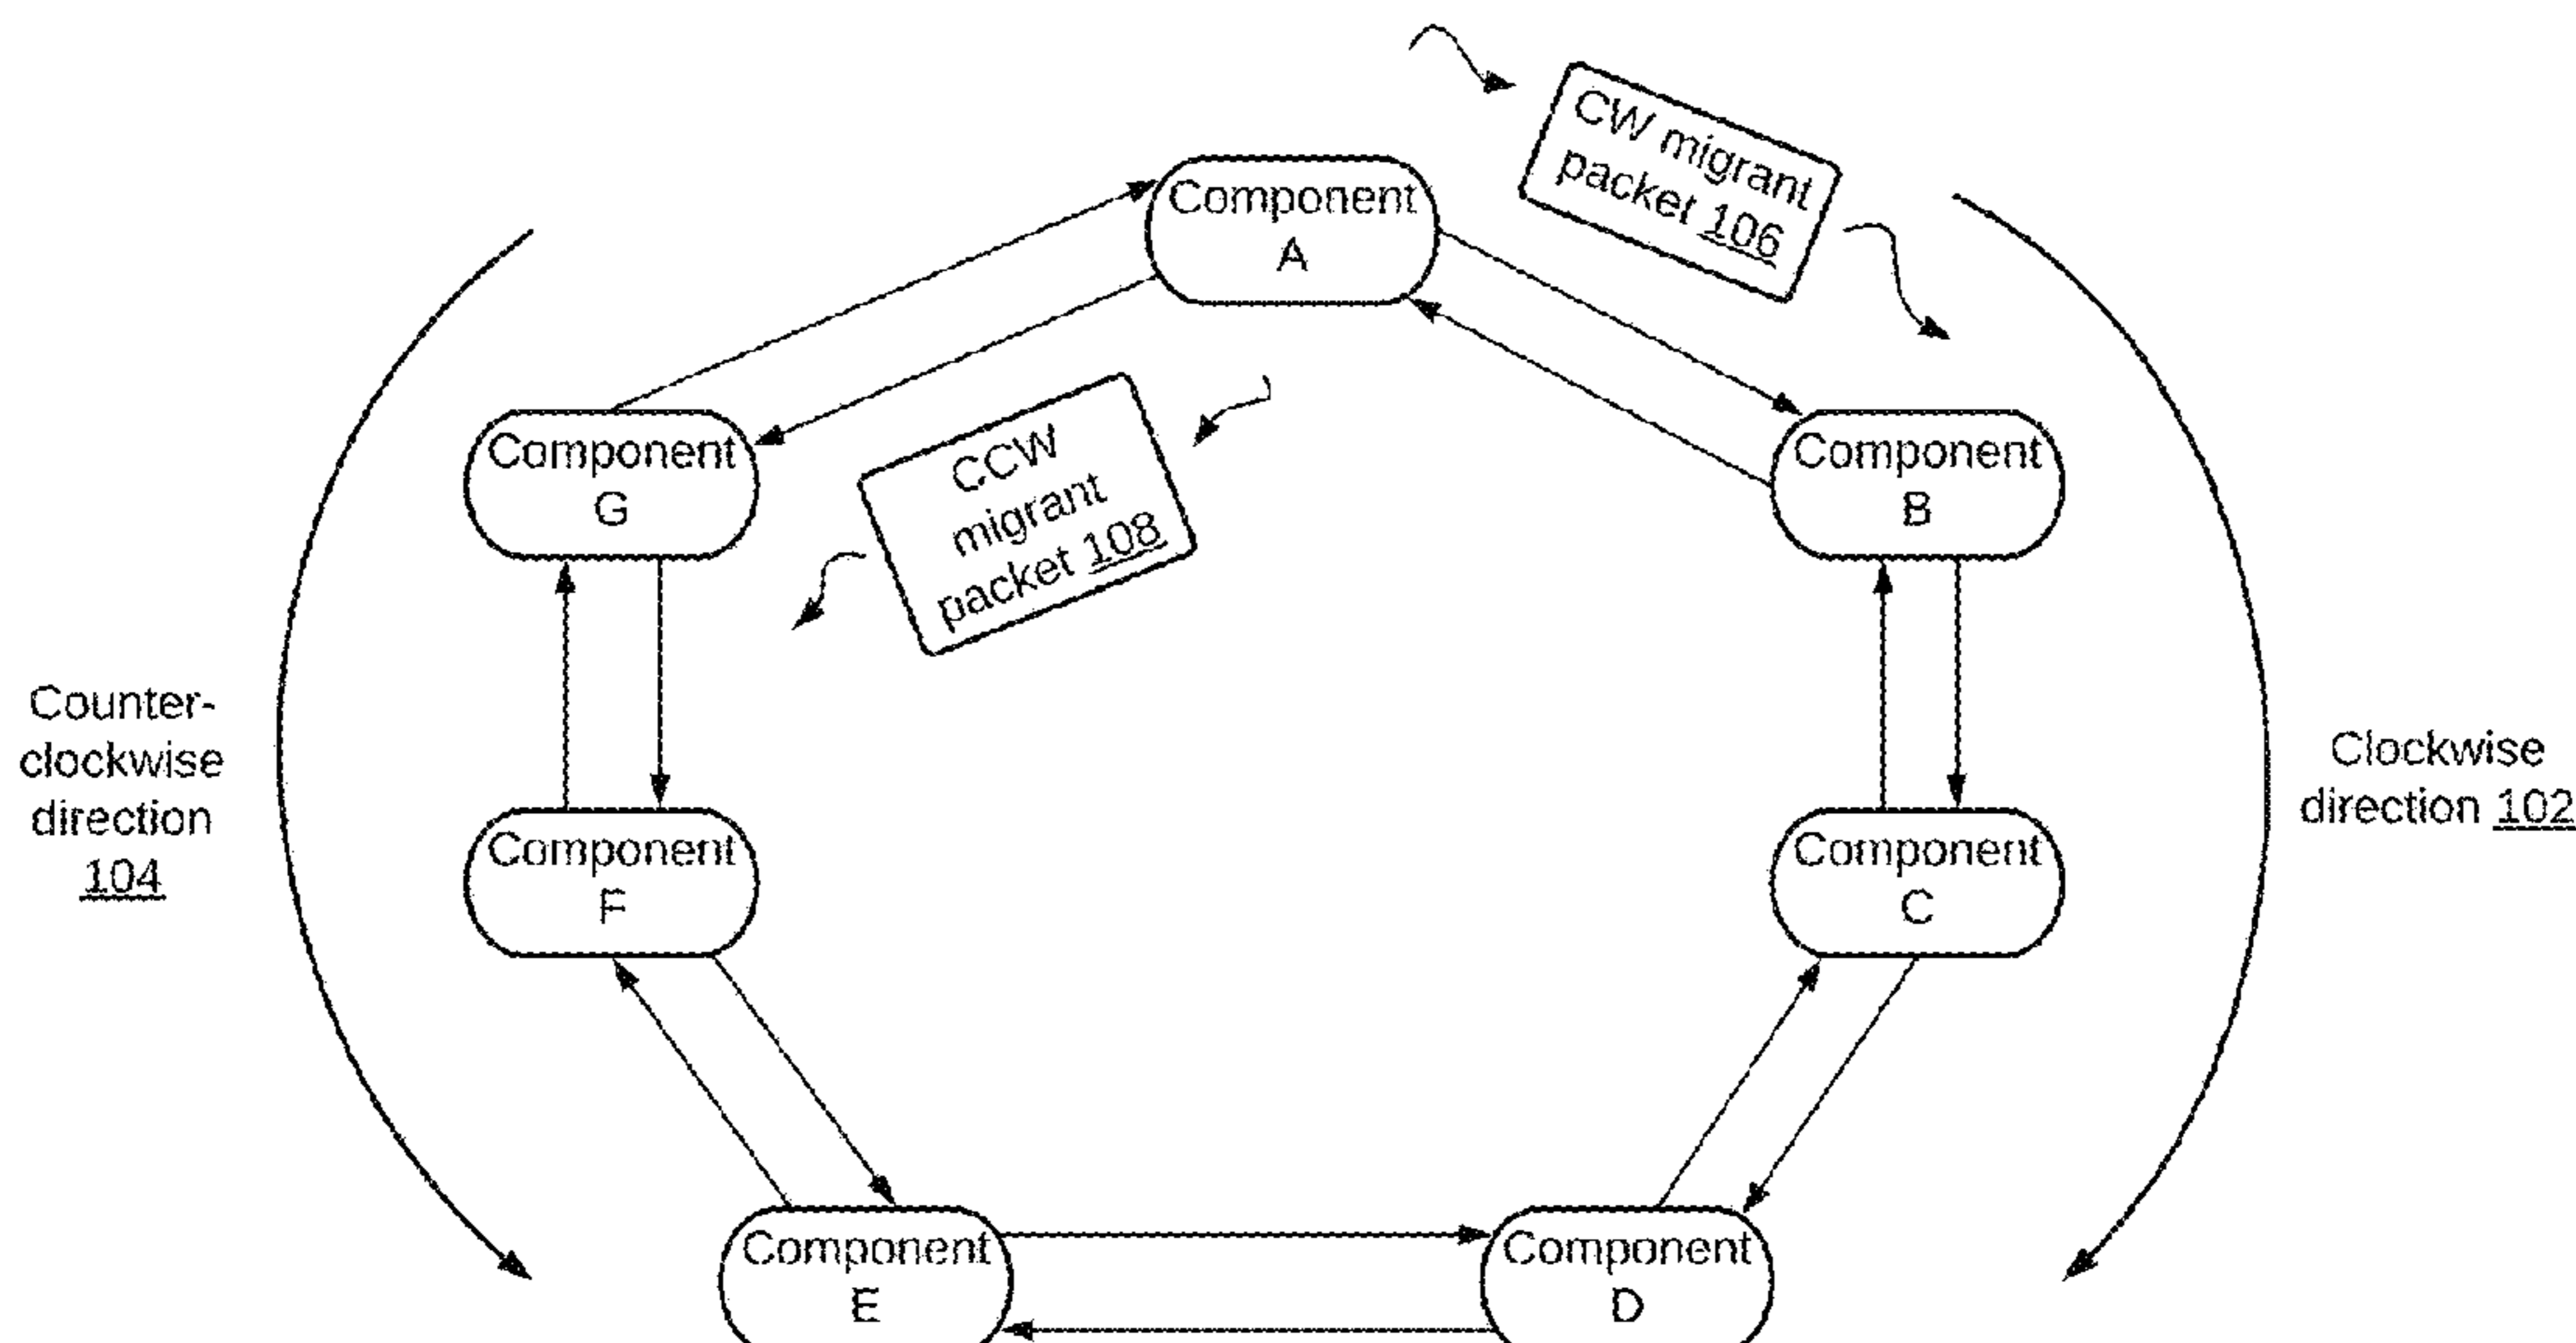 CW migrant
packet 106
Component
A
CCW
migrant
packet 108
Component
G
Component
B
Counter-
clockwise
direction
104
Clockwise
direction 102
Component
F
Component
C
Component
E
Component
D